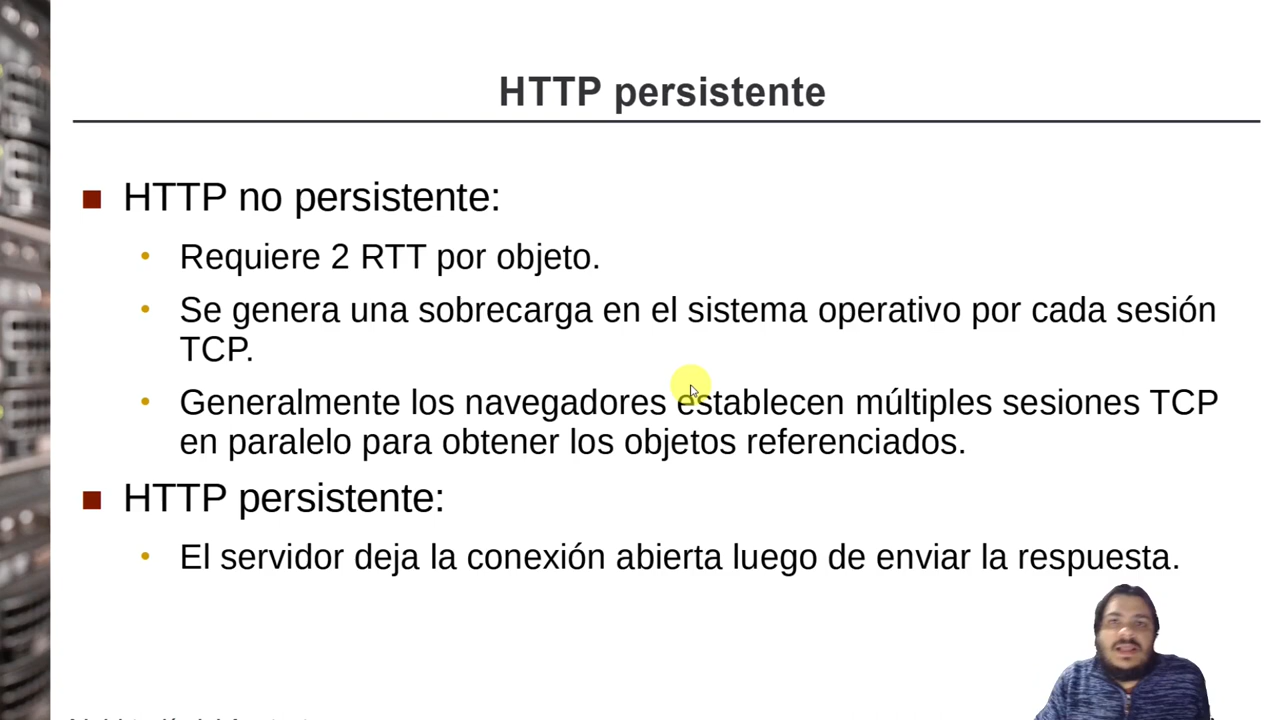 HTTP persistente
HTTP no persistente:
Requiere 2 RTT por objeto.
Se genera una sobrecarga en el sistema operativo por cada sesión
TCP.
Generalmente los navegadores establecen múltiples sesiones TCP
en paralelo para obtener los objetos referenciados.
HTTP persistente:
El servidor deja la conexión abierta luego de enviar la respuesta.